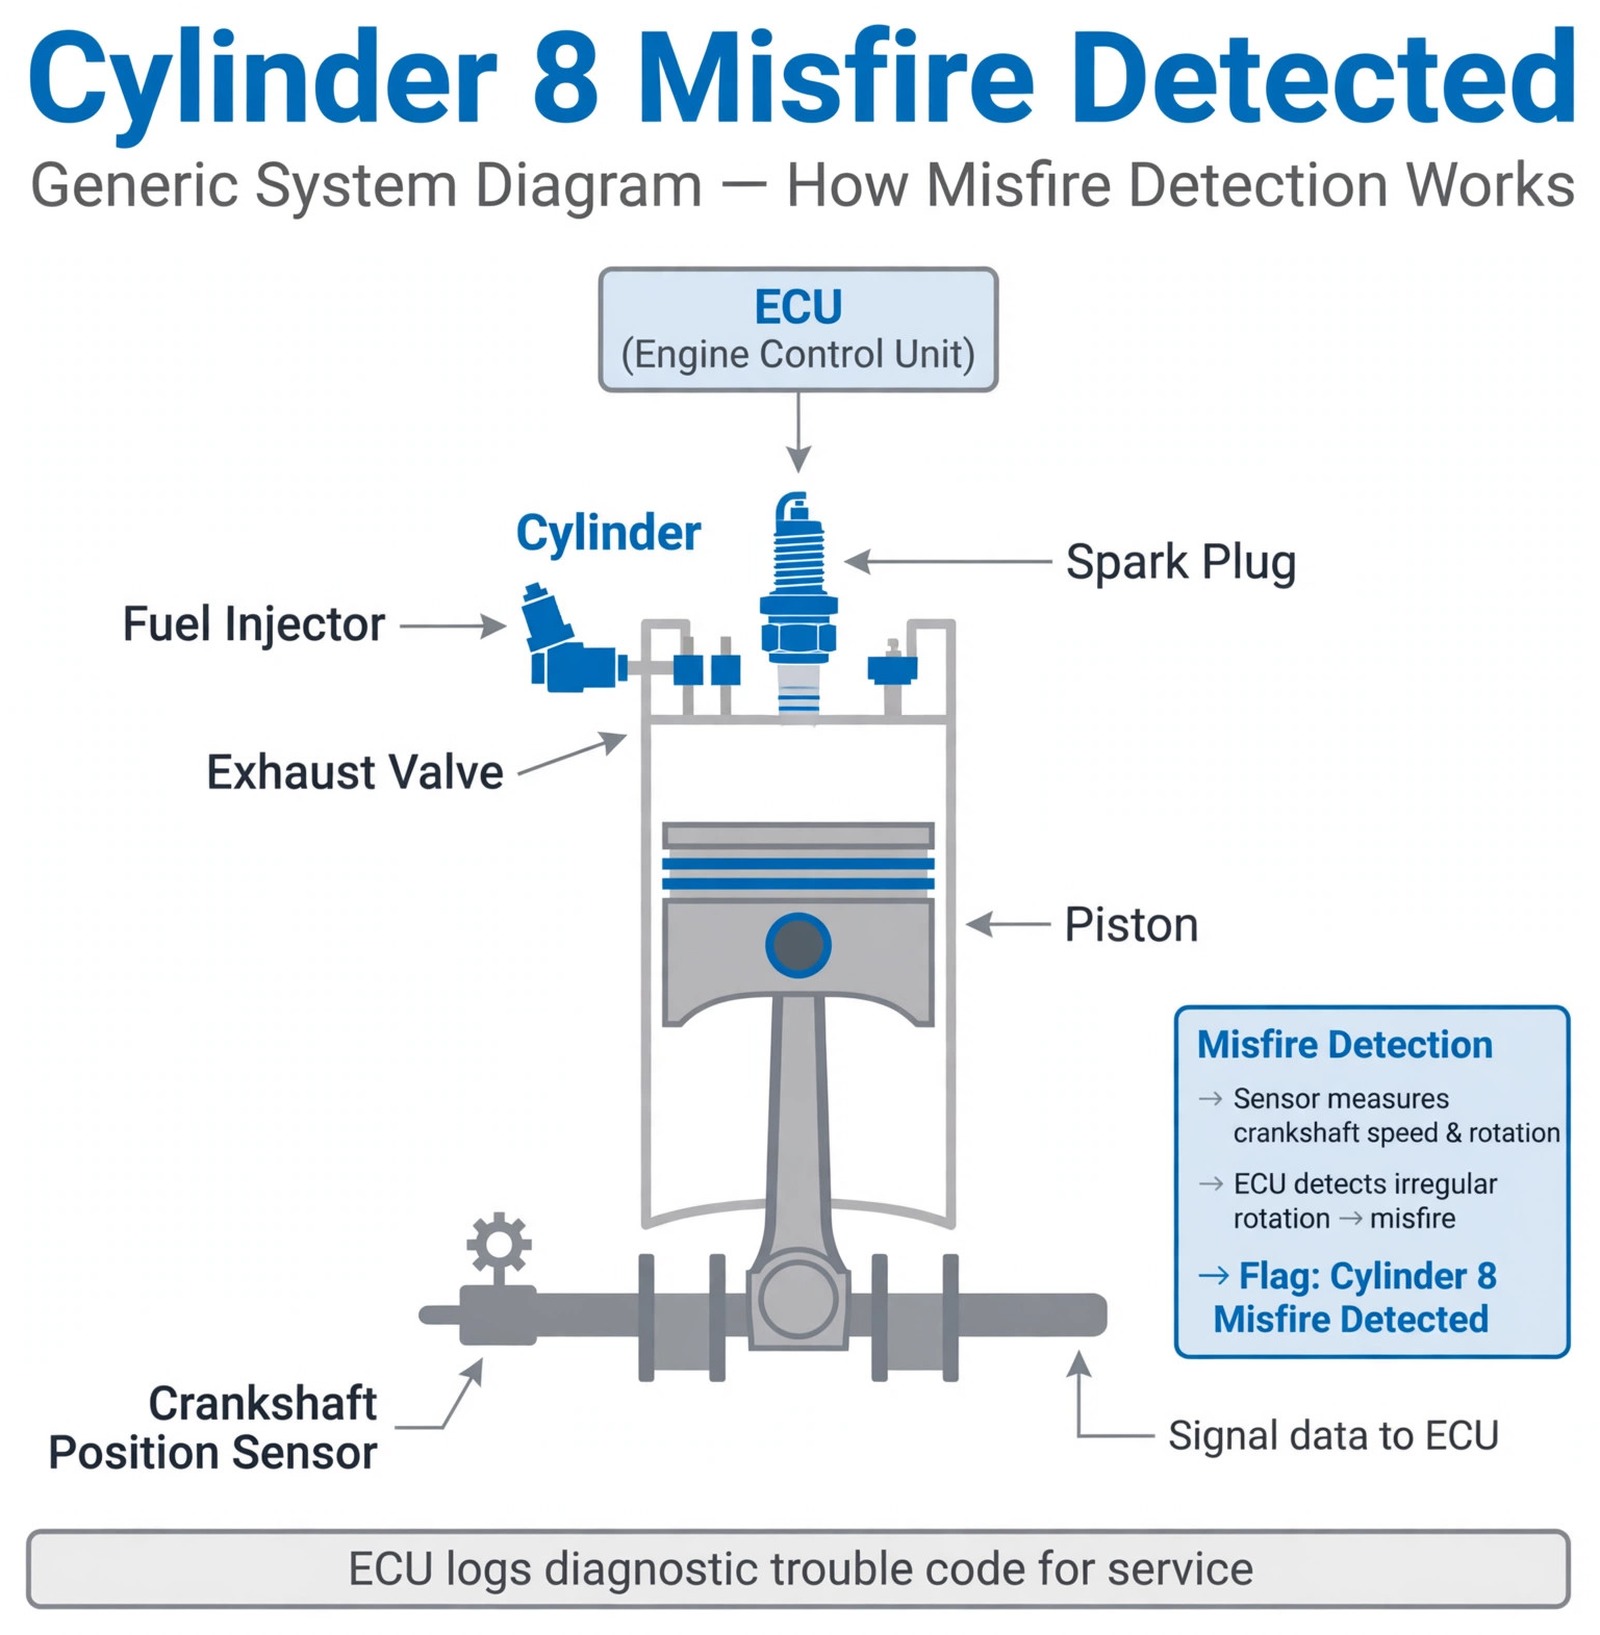 Cylinder 8 Misfire Detected
Generic System Diagram — How Misfire Detection Works
ECU
(Engine Control Unit)
Cylinder
Spark Plug
Fuel Injector
Exhaust Valve
Piston
Misfire Detection
→ Sensor measures
crankshaft speed & rotation
→ ECU detects irregular
rotation → misfire
→ Flag: Cylinder 8
Misfire Detected
Crankshaft
Position Sensor
Signal data to ECU
ECU logs diagnostic trouble code for service